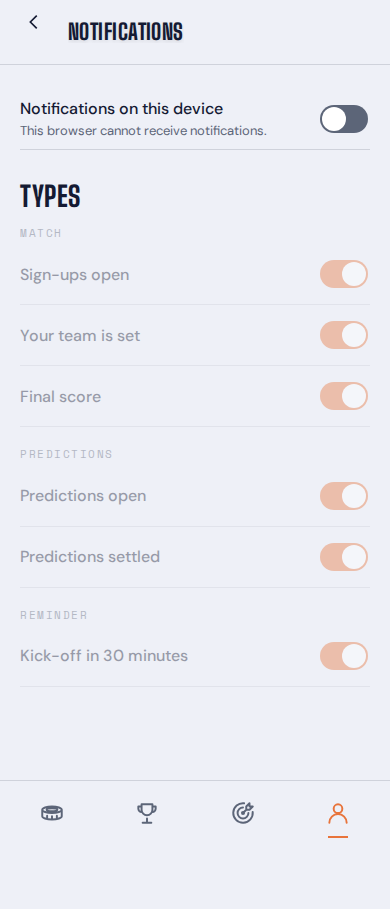 NOTIFICATIONS
Notifications on this device
This browser cannot receive notifications.
TYPES
MATCH
Sign-ups open
Your team is set
Final score
PREDICTIONS
Predictions open
Predictions settled
REMINDER
Kick-off in 30 minutes